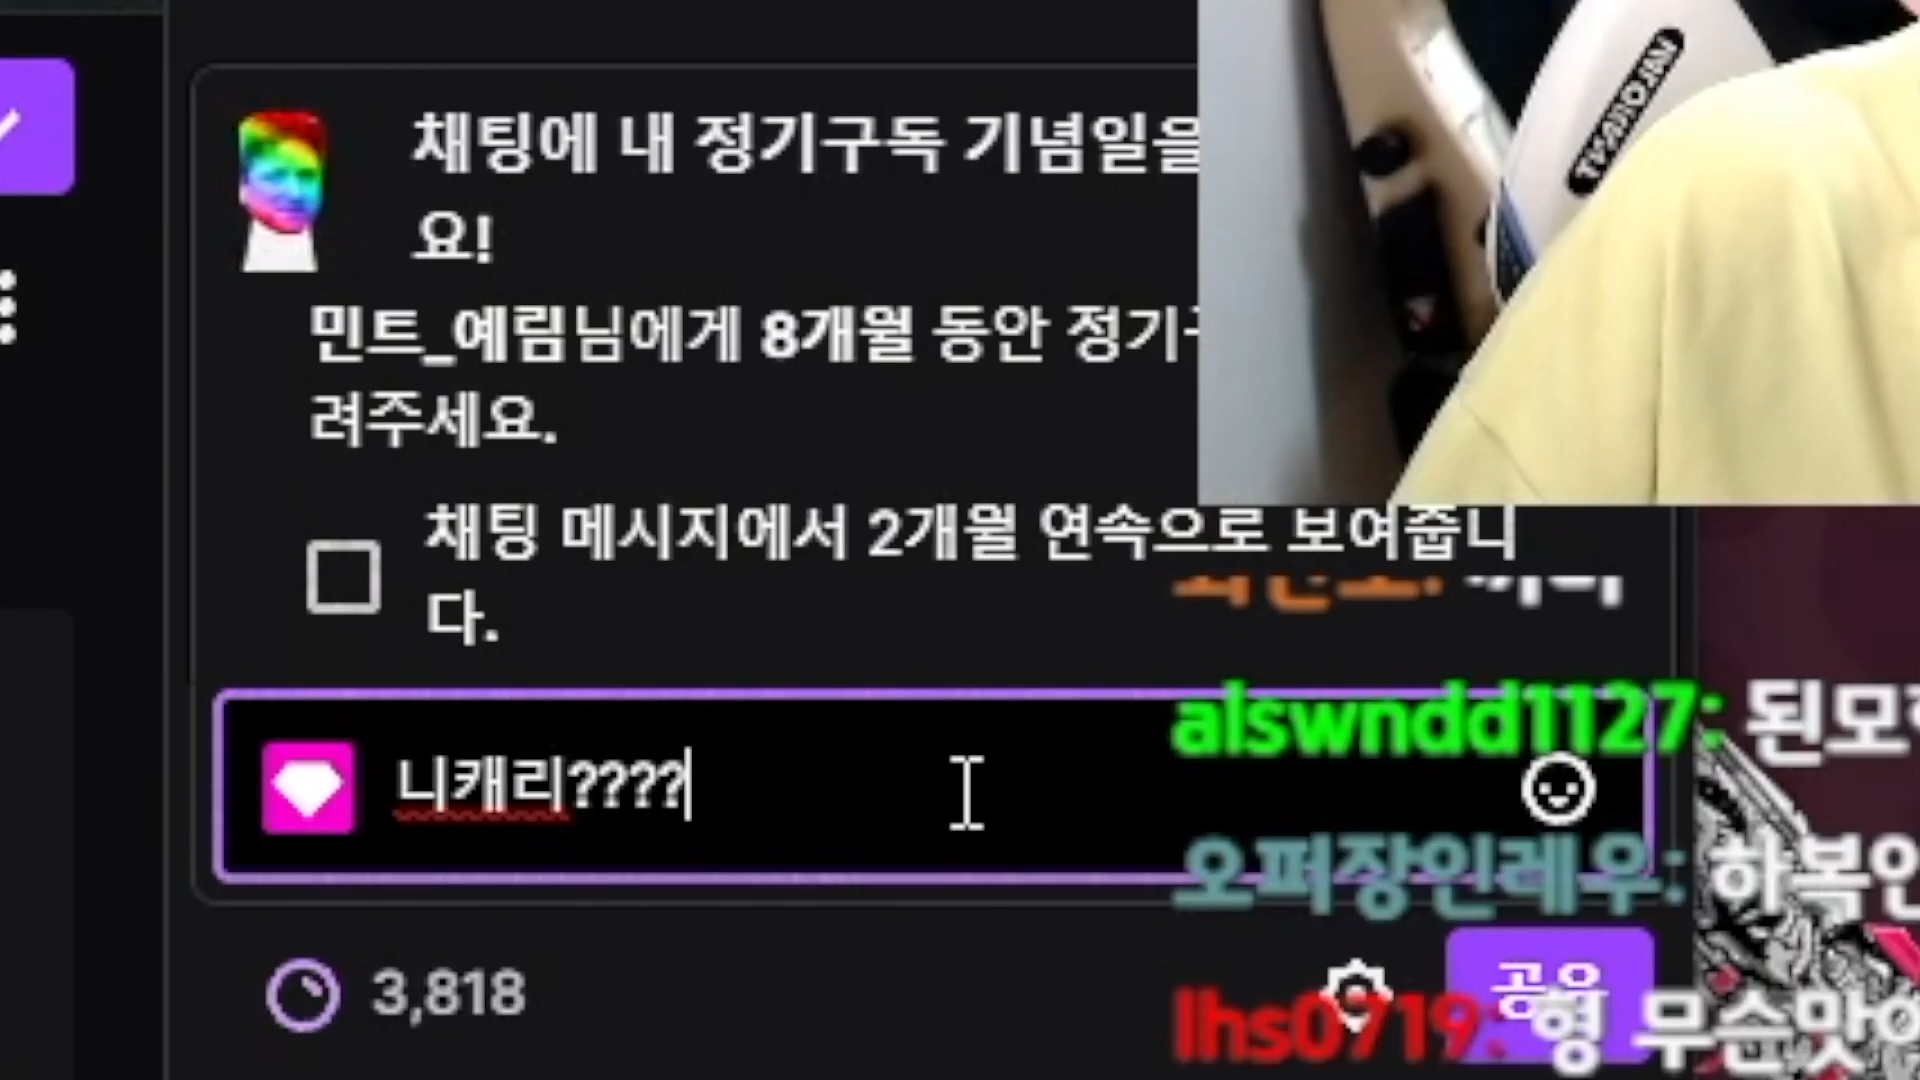 채팅에 내 정기구독 기념일을
요!
VALORANT
민트_예림님에게 8개월 동안 정기
려주세요.
채팅 메시지에서 2개월 연속으로 보여줍니
다.
alswndd1127: 된모
니캐리????
오퍼장인레우: 하복
3,818
공유
lhs0719: 형 무슨맛